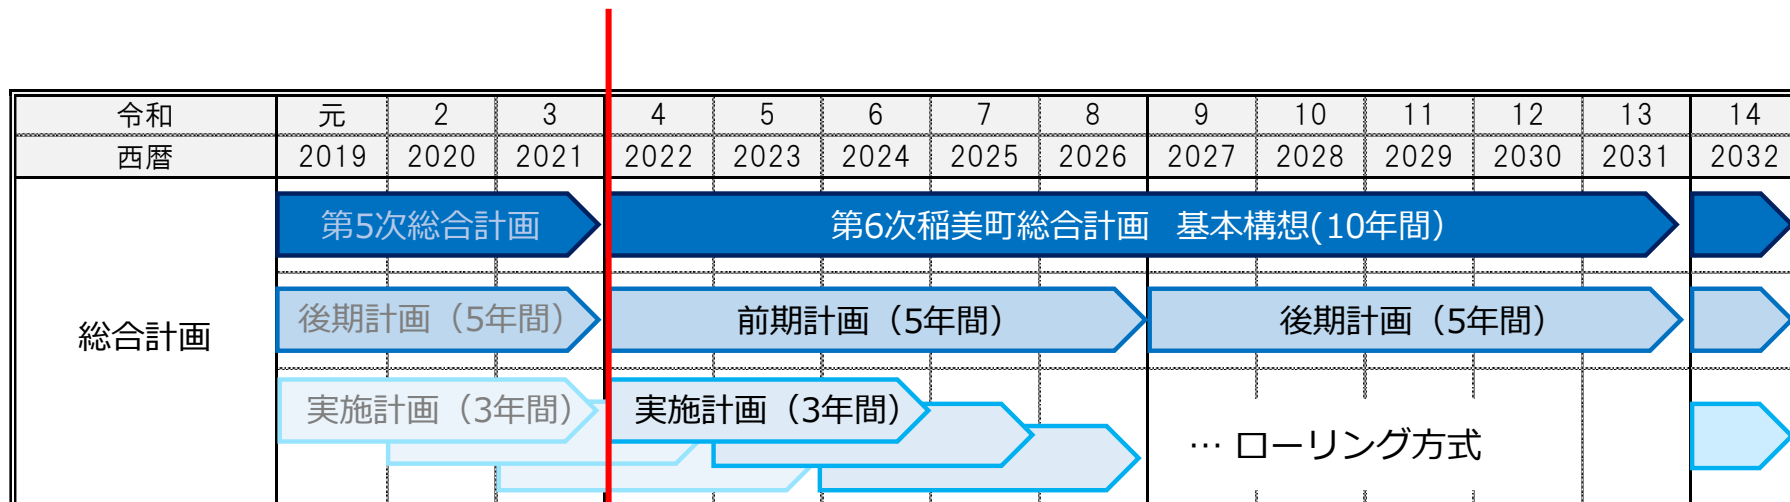 令和 元 2 3 4 5 6 7 8 9 10 11 12 13 14
西暦 2019 2020 2021 2022 2023 2024 2025 2026 2027 2028 2029 2030 2031 2032
第5次総合計画 第6次稲美町総合計画 基本構想(10年間)
総合計画
後期計画（5年間） 前期計画（5年間） 後期計画（5年間）
実施計画（3年間） 実施計画（3年間）
… ローリング方式